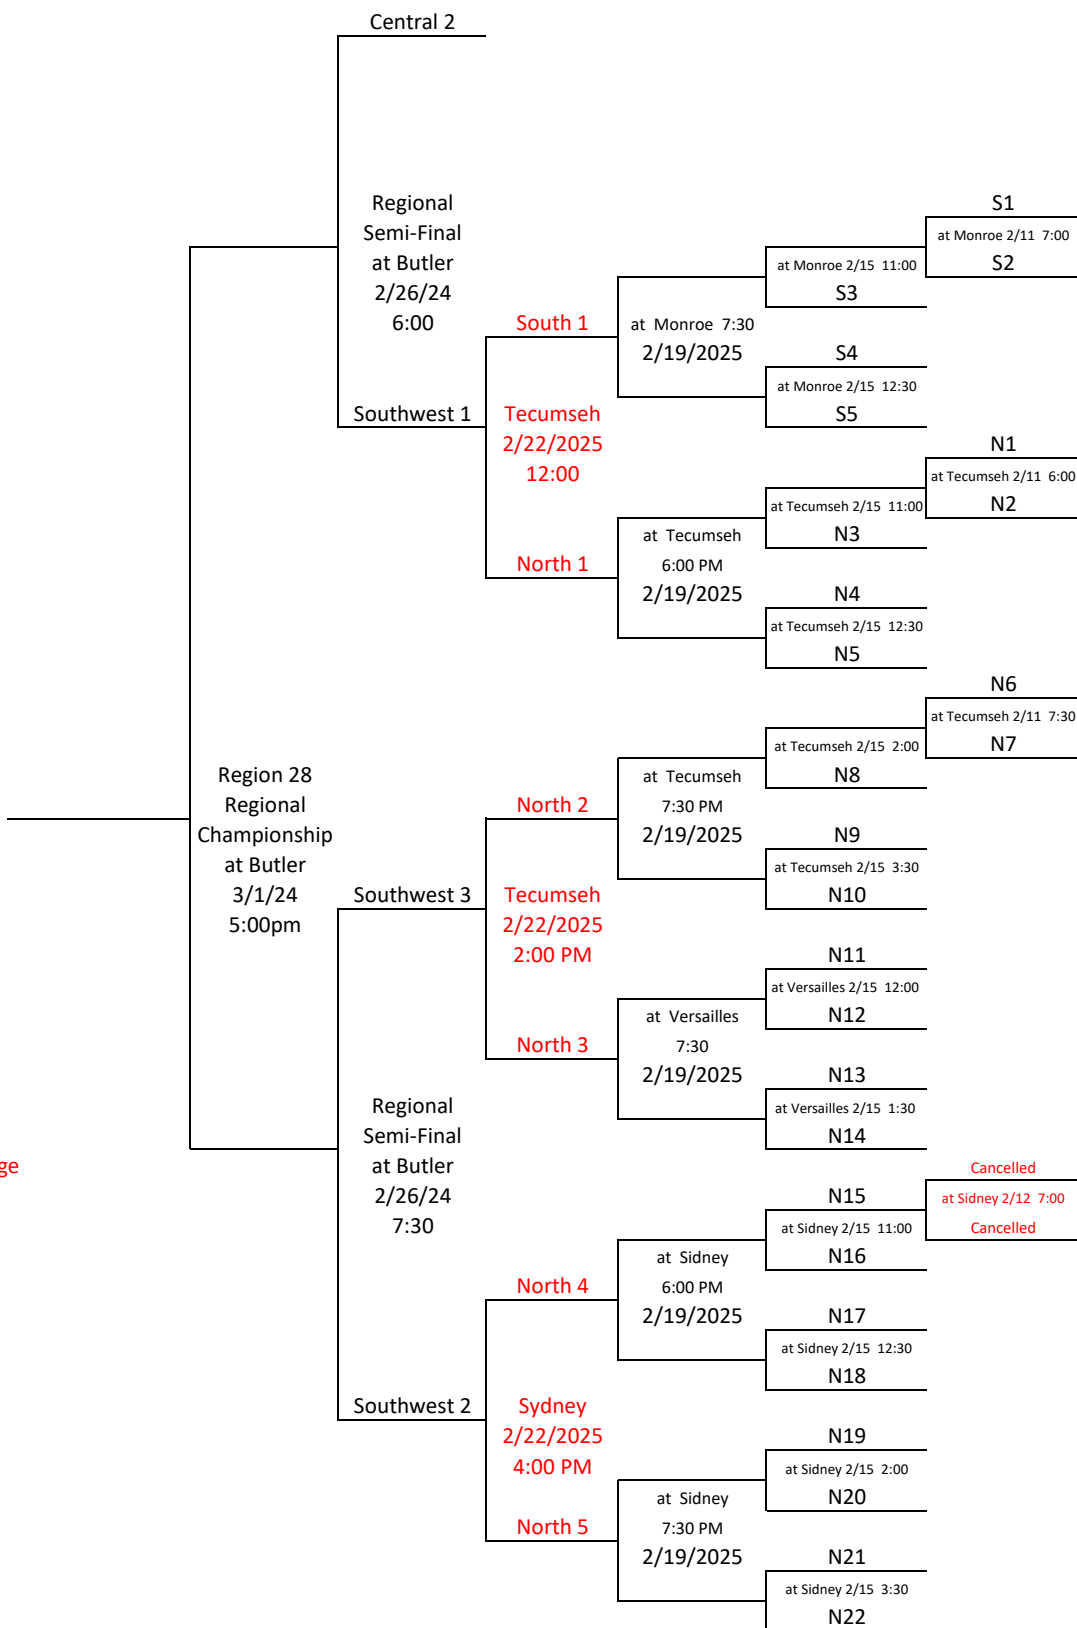 Central 2
Regional
Semi-Final
at Butler
2/26/24
6:00
S1
at Monroe 2/11 7:00
S2
at Monroe 2/15 11:00
S3
South 1
at Monroe 7:30
2/19/2025
S4
at Monroe 2/15 12:30
S5
Southwest 1
Tecumseh
2/22/2025
12:00
N1
at Tecumseh 2/11 6:00
N2
at Tecumseh 2/15 11:00
N3
North 1
at Tecumseh
6:00 PM
2/19/2025
N4
at Tecumseh 2/15 12:30
N5
N6
at Tecumseh 2/11 7:30
N7
at Tecumseh 2/15 2:00
N8
Region 28
Regional
Championship
at Butler
3/1/24
5:00pm
North 2
at Tecumseh
7:30 PM
2/19/2025
N9
at Tecumseh 2/15 3:30
N10
Southwest 3
Tecumseh
2/22/2025
2:00 PM
N11
at Versailles 2/15 12:00
N12
North 3
at Versailles
7:30
2/19/2025
N13
at Versailles 2/15 1:30
N14
Regional
Semi-Final
at Butler
2/26/24
7:30
ge
Cancelled
at Sidney 2/12 7:00
Cancelled
N15
at Sidney 2/15 11:00
N16
North 4
at Sidney
6:00 PM
2/19/2025
N17
at Sidney 2/15 12:30
N18
Southwest 2
Sydney
2/22/2025
4:00 PM
N19
at Sidney 2/15 2:00
N20
North 5
at Sidney
7:30 PM
2/19/2025
N21
at Sidney 2/15 3:30
N22